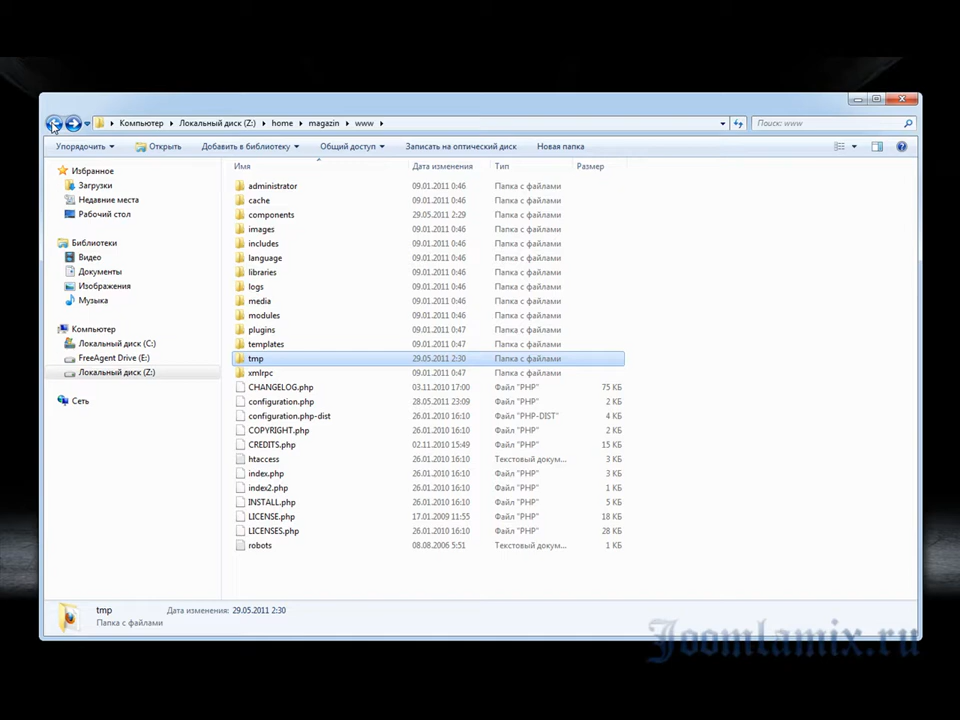 Компьютер ▸ Локальный диск (Z:) ▸ home ▸ magazin ▸ www ▸ Поиск: www
Упорядочить Открыть Добавить в библиотеку Общий доступ Записать на оптический диск Новая папка
Имя Дата изменения Тип Размер
Избранное
Загрузки
Недавние места
Рабочий стол
Библиотеки
Видео
Документы
Изображения
Музыка
Компьютер
Локальный диск (C:)
FreeAgent Drive (E:)
Локальный диск (Z:)
Сеть
administrator 09.01.2011 0:46 Папка с файлами
cache 09.01.2011 0:46 Папка с файлами
components 29.05.2011 2:29 Папка с файлами
images 09.01.2011 0:46 Папка с файлами
includes 09.01.2011 0:46 Папка с файлами
language 09.01.2011 0:46 Папка с файлами
libraries 09.01.2011 0:46 Папка с файлами
logs 09.01.2011 0:46 Папка с файлами
media 09.01.2011 0:46 Папка с файлами
modules 09.01.2011 0:46 Папка с файлами
plugins 09.01.2011 0:47 Папка с файлами
templates 09.01.2011 0:47 Папка с файлами
tmp 29.05.2011 2:30 Папка с файлами
xmlrpc 09.01.2011 0:47 Папка с файлами
CHANGELOG.php 03.11.2010 17:00 Файл "PHP" 75 КБ
configuration.php 28.05.2011 23:09 Файл "PHP" 2 КБ
configuration.php-dist 26.01.2010 16:10 Файл "PHP-DIST" 4 КБ
COPYRIGHT.php 26.01.2010 16:10 Файл "PHP" 2 КБ
CREDITS.php 02.11.2010 15:49 Файл "PHP" 15 КБ
htaccess 26.01.2010 16:10 Текстовый докум... 3 КБ
index.php 26.01.2010 16:10 Файл "PHP" 3 КБ
index2.php 26.01.2010 16:10 Файл "PHP" 1 КБ
INSTALL.php 26.01.2010 16:10 Файл "PHP" 5 КБ
LICENSE.php 17.01.2009 11:55 Файл "PHP" 18 КБ
LICENSES.php 26.01.2010 16:10 Файл "PHP" 28 КБ
robots 08.08.2006 5:51 Текстовый докум... 1 КБ
tmp Дата изменения: 29.05.2011 2:30
Папка с файлами
Joomlamix.ru